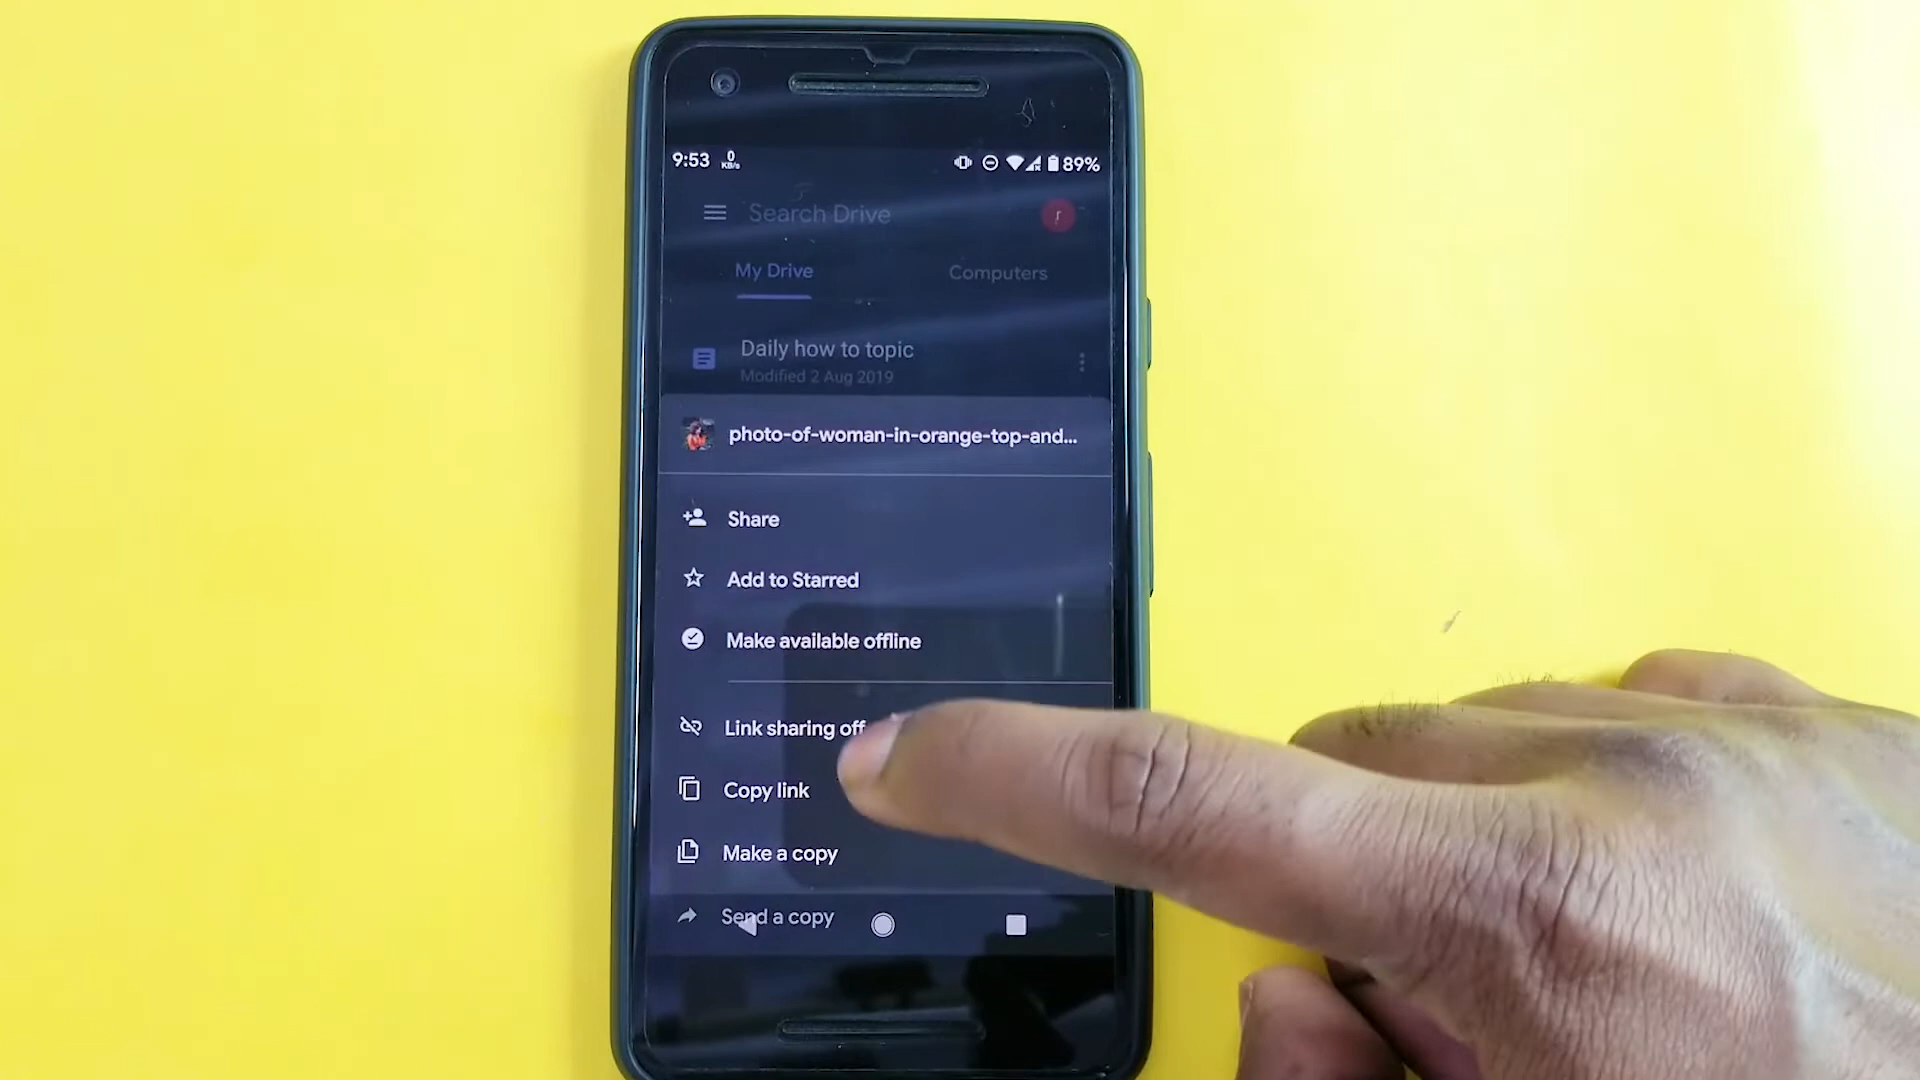 9:53 0 KB/s 89%
Search Drive r
My Drive Computers
Daily how to topic
Modified 2 Aug 2019
photo-of-woman-in-orange-top-and...
Share
Add to Starred
Make available offline
Link sharing off
Copy link
Make a copy
Send a copy